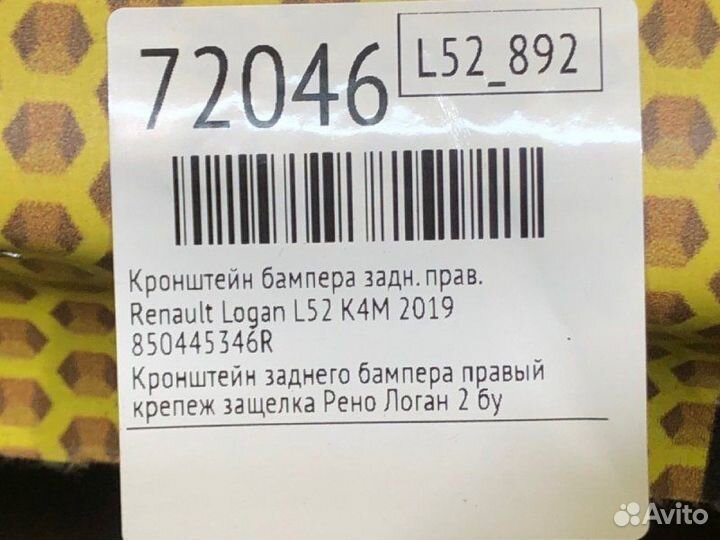 72046
L52_892
Кронштейн бампера задн. прав.
Renault Logan L52 K4M 2019
850445346R
Кронштейн заднего бампера правый
крепеж защелка Рено Логан 2 бу
Avito